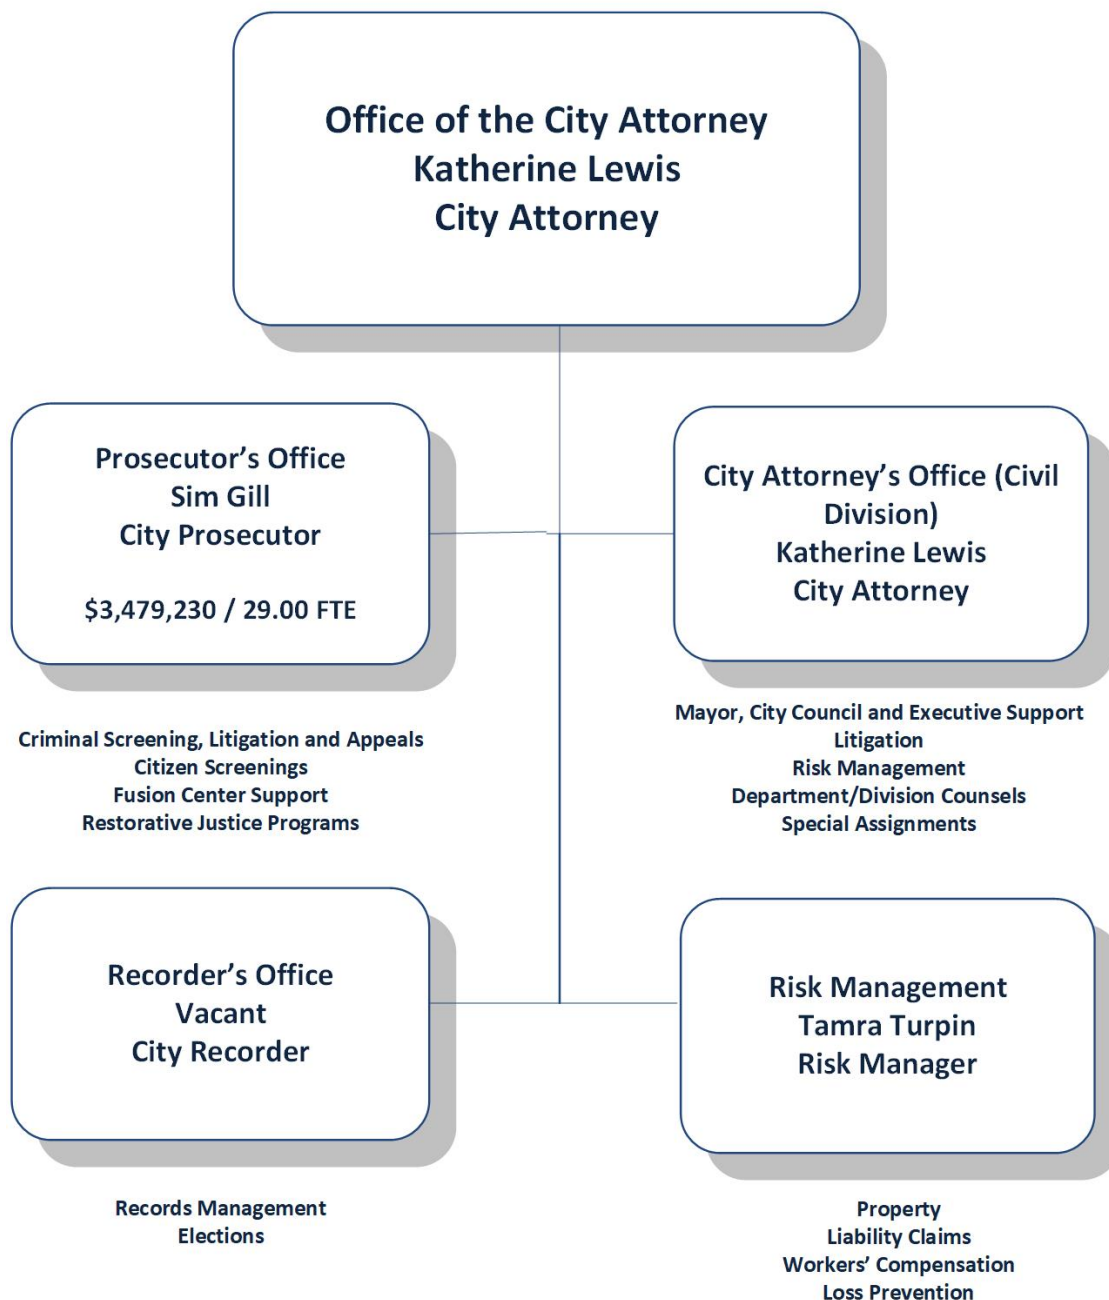 Office of the City Attorney
Katherine Lewis
City Attorney
Prosecutor’s Office
Sim Gill
City Prosecutor
$3,479,230 / 29.00 FTE
Criminal Screening, Litigation and Appeals
Citizen Screenings
Fusion Center Support
Restorative Justice Programs
City Attorney’s Office (Civil
Division)
Katherine Lewis
City Attorney
Mayor, City Council and Executive Support
Litigation
Risk Management
Department/Division Counsels
Special Assignments
Recorder’s Office
Vacant
City Recorder
Records Management
Elections
Risk Management
Tamra Turpin
Risk Manager
Property
Liability Claims
Workers’ Compensation
Loss Prevention